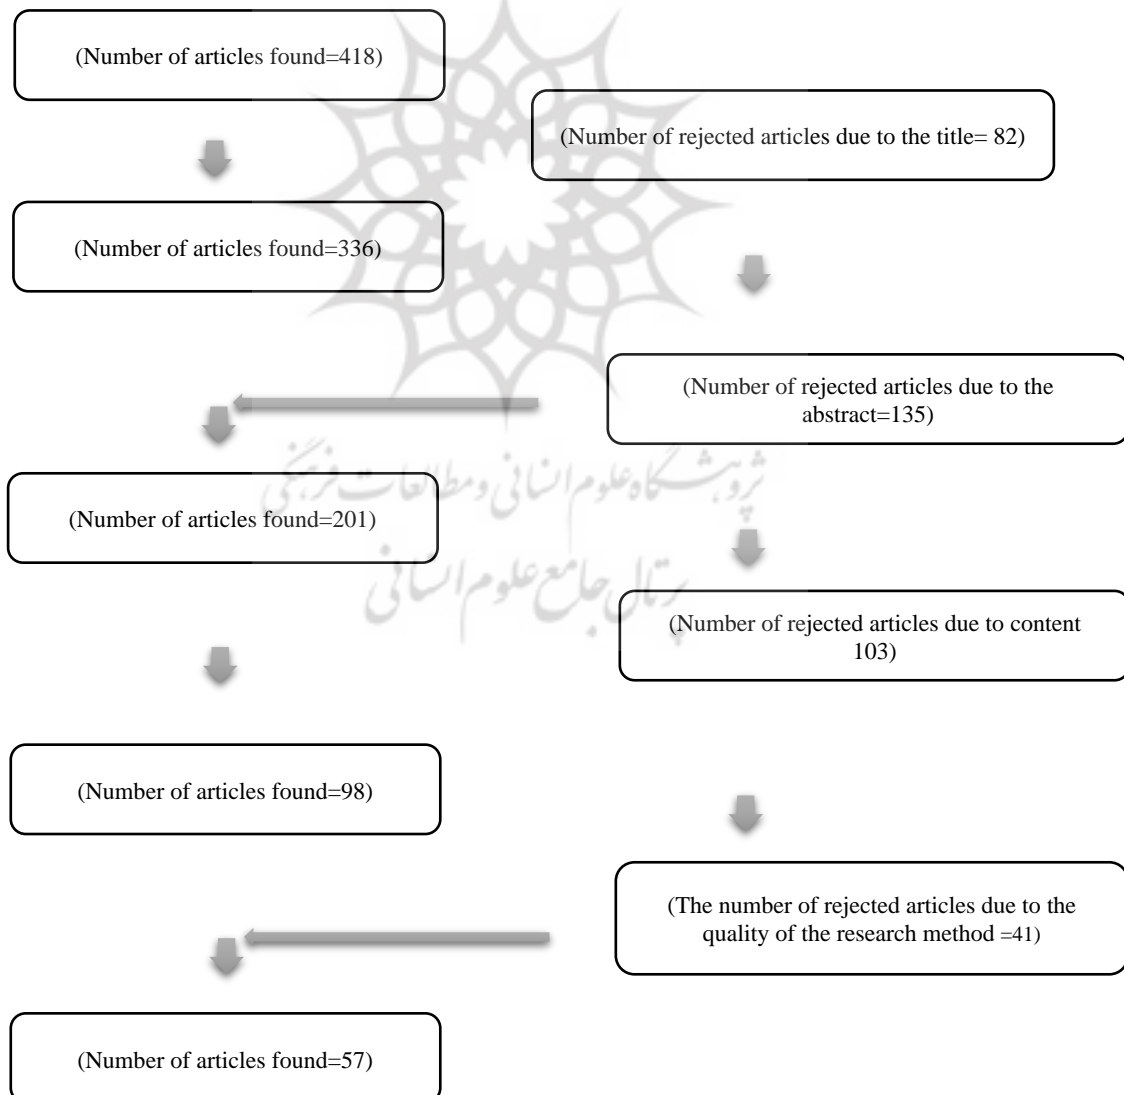 (Number of articles found=418)
(Number of rejected articles due to the title= 82)
(Number of articles found=336)
(Number of rejected articles due to the
abstract=135)
پژوهشگاه علوم انسانی و مطالعات فرهنگی
(Number of articles found=201)
پرتال جامع علوم انسانی
(Number of rejected articles due to content
103)
(Number of articles found=98)
(The number of rejected articles due to the
quality of the research method =41)
(Number of articles found=57)